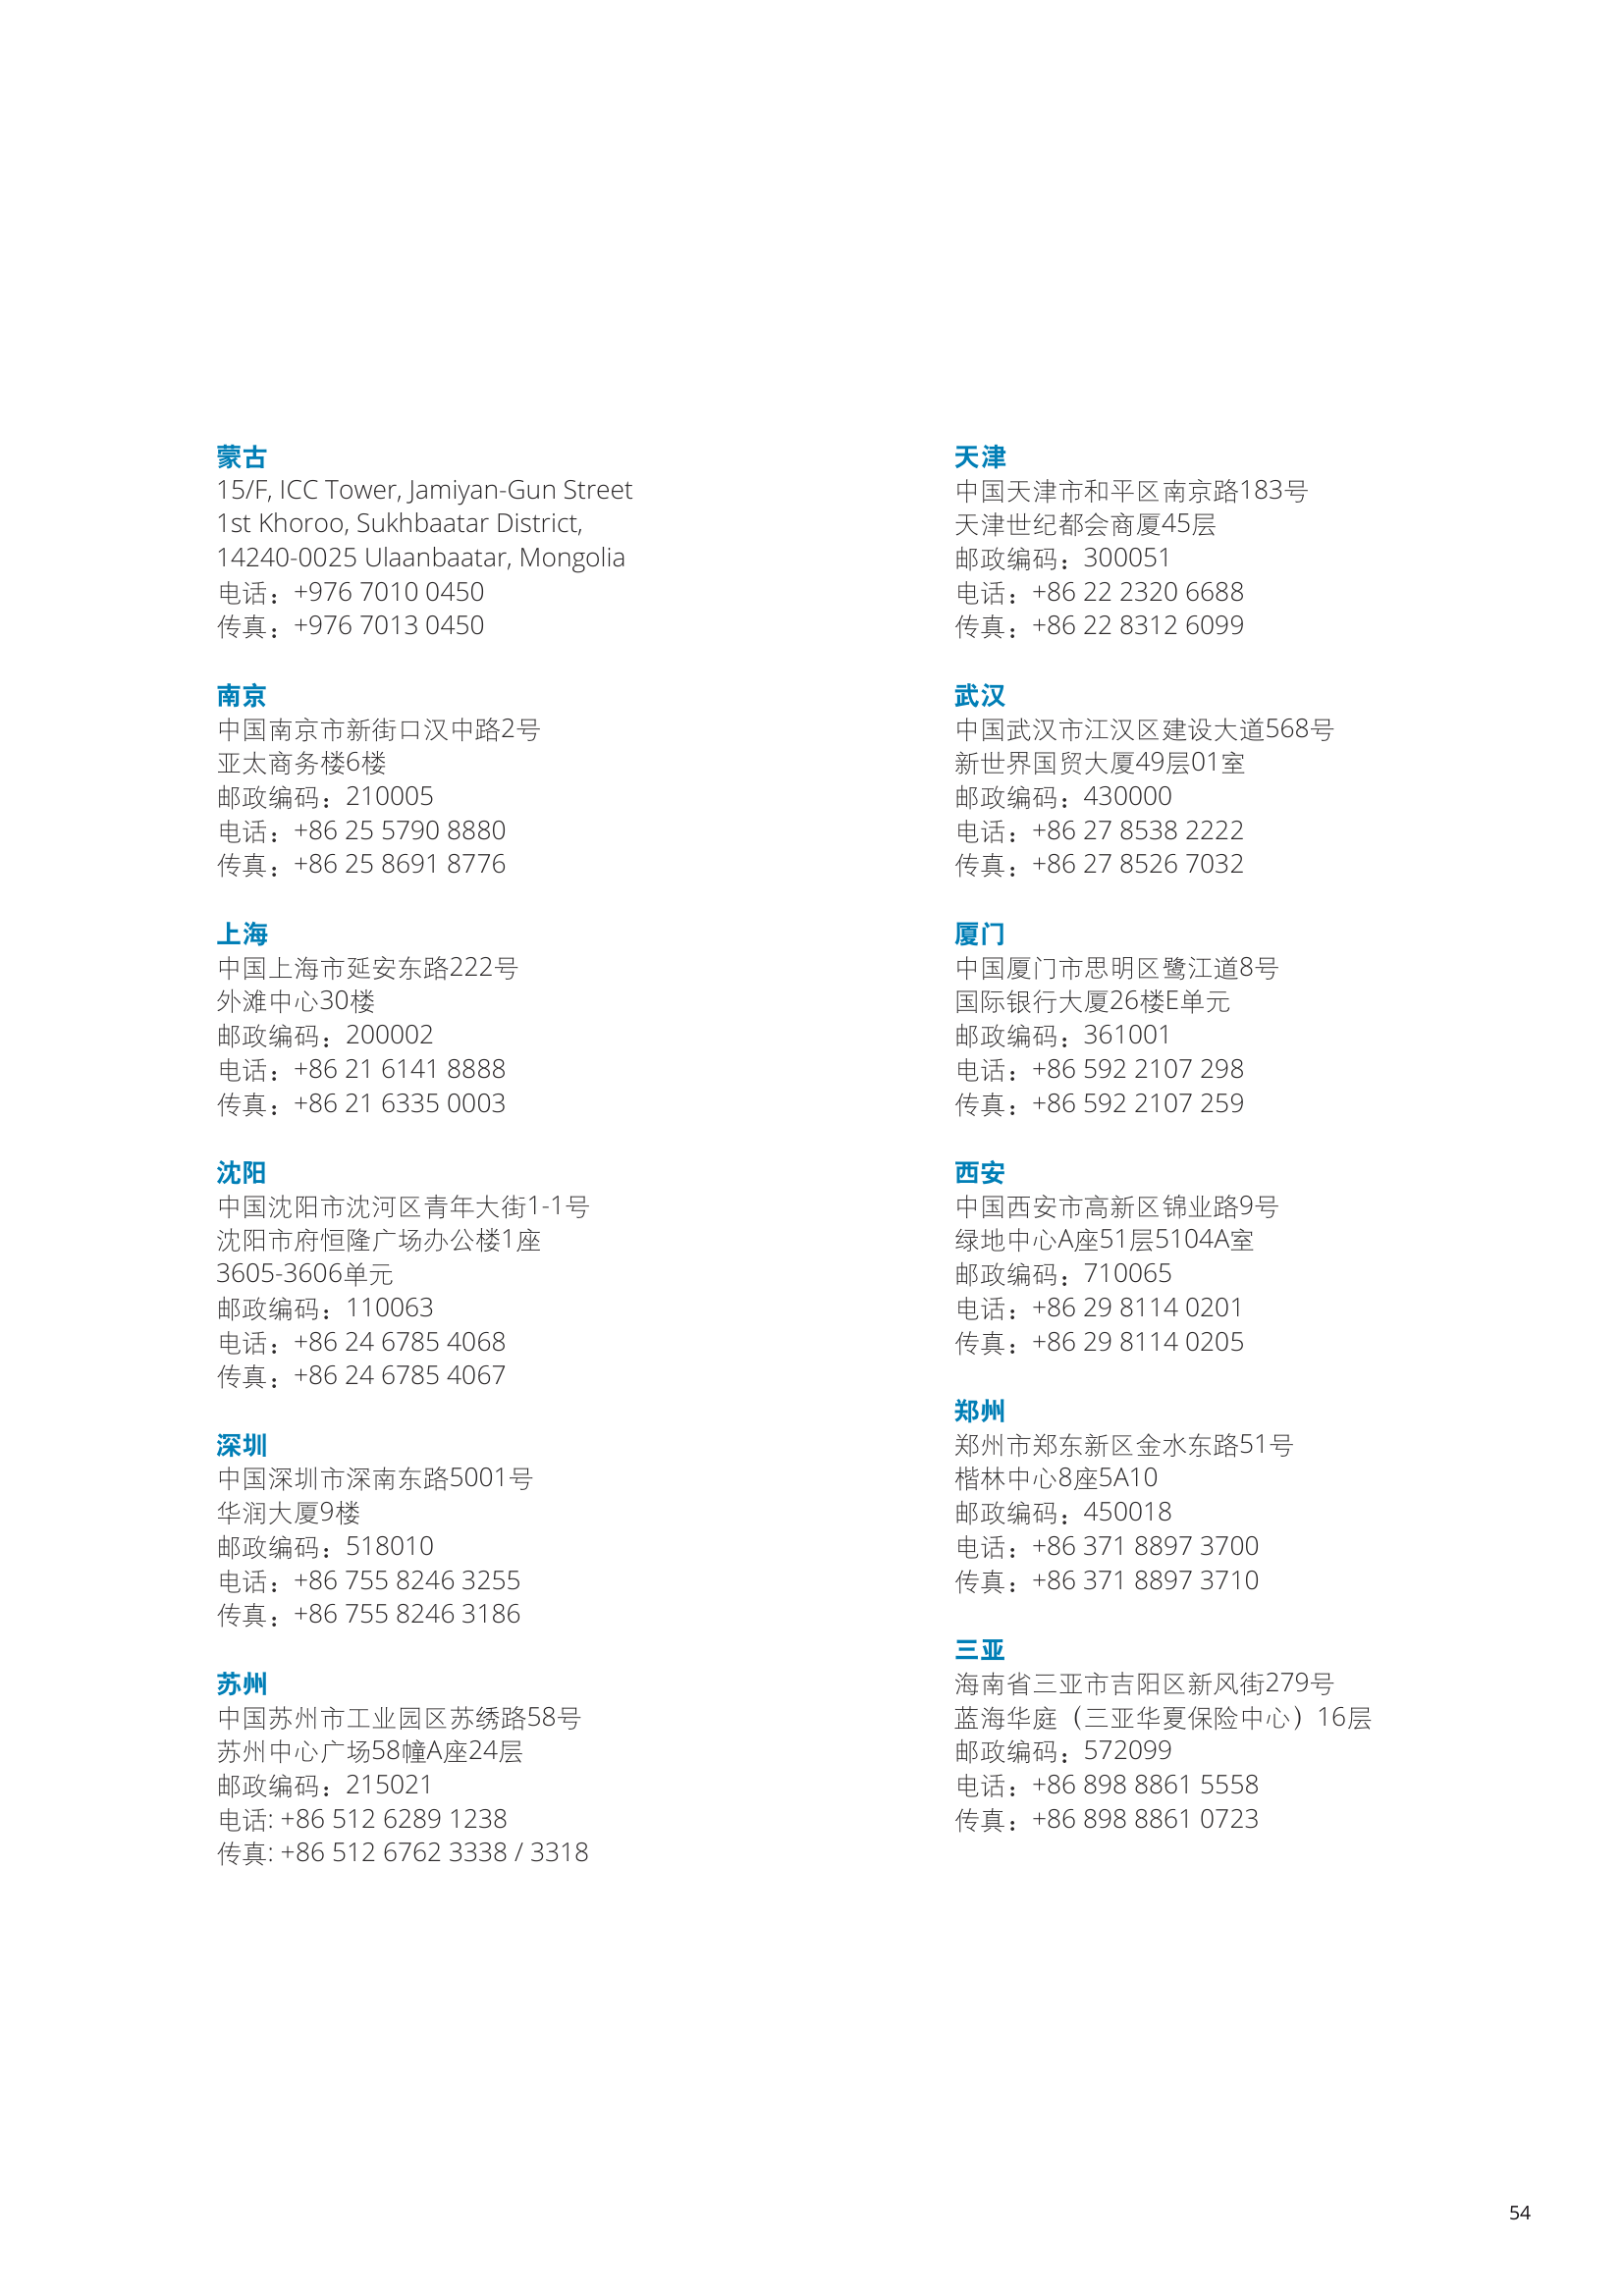 蒙古
15/F, ICC Tower, Jamiyan-Gun Street
1st Khoroo, Sukhbaatar District,
14240-0025 Ulaanbaatar, Mongolia
电话：+976 7010 0450
传真：+976 7013 0450
南京
中国南京市新街口汉中路2号
亚太商务楼6楼
邮政编码：210005
电话：+86 25 5790 8880
传真：+86 25 8691 8776
上海
中国上海市延安东路222号
外滩中心30楼
邮政编码：200002
电话：+86 21 6141 8888
传真：+86 21 6335 0003
沈阳
中国沈阳市沈河区青年大街1-1号
沈阳市府恒隆广场办公楼1座
3605-3606单元
邮政编码：110063
电话：+86 24 6785 4068
传真：+86 24 6785 4067
深圳
中国深圳市深南东路5001号
华润大厦9楼
邮政编码：518010
电话：+86 755 8246 3255
传真：+86 755 8246 3186
苏州
中国苏州市工业园区苏绣路58号
苏州中心广场58幢A座24层
邮政编码：215021
电话: +86 512 6289 1238
传真: +86 512 6762 3338 / 3318
天津
中国天津市和平区南京路183号
天津世纪都会商厦45层
邮政编码：300051
电话：+86 22 2320 6688
传真：+86 22 8312 6099
武汉
中国武汉市江汉区建设大道568号
新世界国贸大厦49层01室
邮政编码：430000
电话：+86 27 8538 2222
传真：+86 27 8526 7032
厦门
中国厦门市思明区鹭江道8号
国际银行大厦26楼E单元
邮政编码：361001
电话：+86 592 2107 298
传真：+86 592 2107 259
西安
中国西安市高新区锦业路9号
绿地中心A座51层5104A室
邮政编码：710065
电话：+86 29 8114 0201
传真：+86 29 8114 0205
郑州
郑州市郑东新区金水东路51号
楷林中心8座5A10
邮政编码：450018
电话：+86 371 8897 3700
传真：+86 371 8897 3710
三亚
海南省三亚市吉阳区新风街279号
蓝海华庭（三亚华夏保险中心）16层
邮政编码：572099
电话：+86 898 8861 5558
传真：+86 898 8861 0723
54